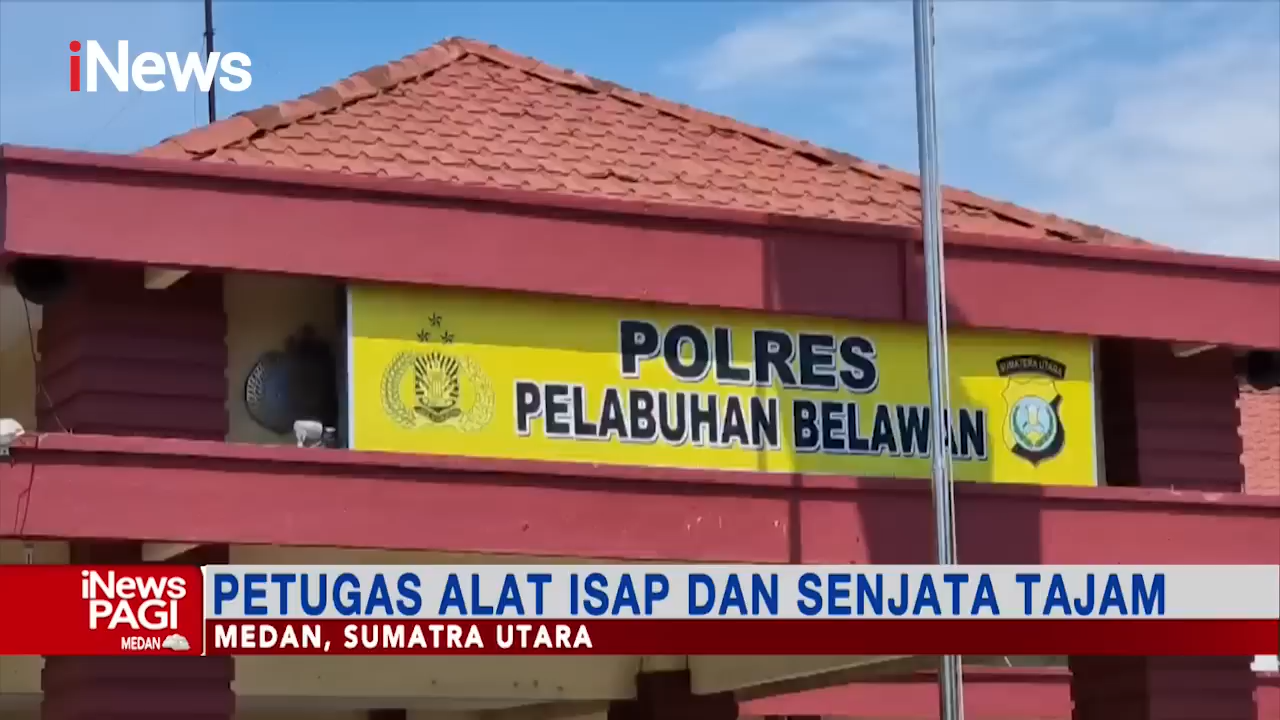 iNews
POLRES
PELABUHAN BELAWAN
SUMATERA UTARA
iNews
PAGI
MEDAN
PETUGAS ALAT ISAP DAN SENJATA TAJAM
MEDAN, SUMATRA UTARA